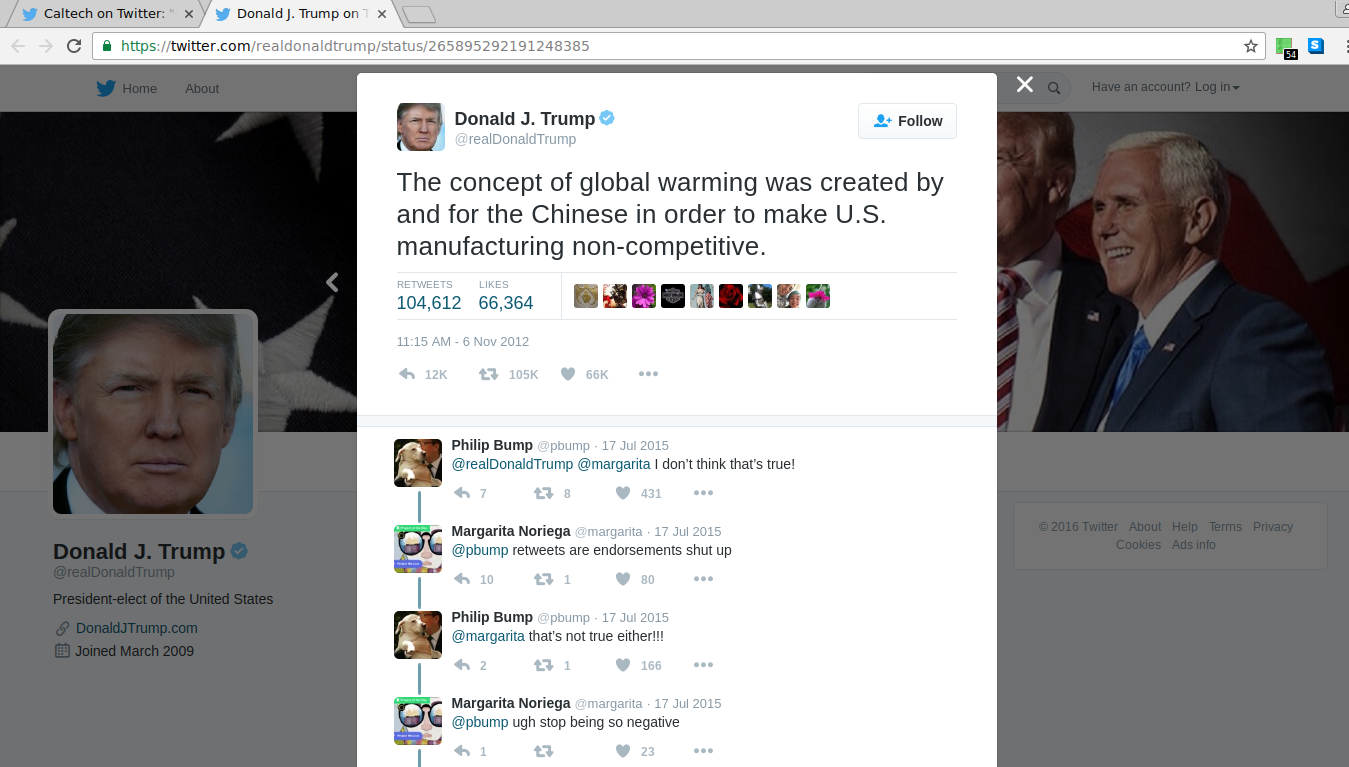 Caltech on Twitter: "
Donald J. Trump on T
https://twitter.com/realdonaldtrump/status/265895292191248385
54
S
Home
About
Have an account? Log in
Donald J. Trump
@realDonaldTrump
Follow
The concept of global warming was created by
and for the Chinese in order to make U.S.
manufacturing non-competitive.
RETWEETS LIKES
104,612 66,364
11:15 AM - 6 Nov 2012
12K 105K 66K
Philip Bump @pbump · 17 Jul 2015
@realDonaldTrump @margarita I don't think that's true!
7 8 431
Margarita Noriega @margarita · 17 Jul 2015
@pbump retweets are endorsements shut up
10 1 80
Philip Bump @pbump · 17 Jul 2015
@margarita that's not true either!!!
2 1 166
Margarita Noriega @margarita · 17 Jul 2015
@pbump ugh stop being so negative
1 23
Donald J. Trump
@realDonaldTrump
President-elect of the United States
DonaldJTrump.com
Joined March 2009
© 2016 Twitter About Help Terms Privacy
Cookies Ads info